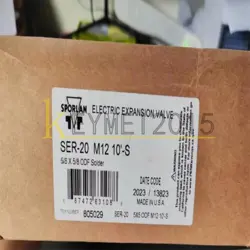 SPORLAN
ELECTRIC EXPANSION VALVE
SER-20 M12 10'-S
5/8 X 5/8 ODF Solder
KEYMET2015
DATE CODE
2023 / 13823
MADE IN U.S.A.
805029 SER-20 5/8 ODF M12 10'-S